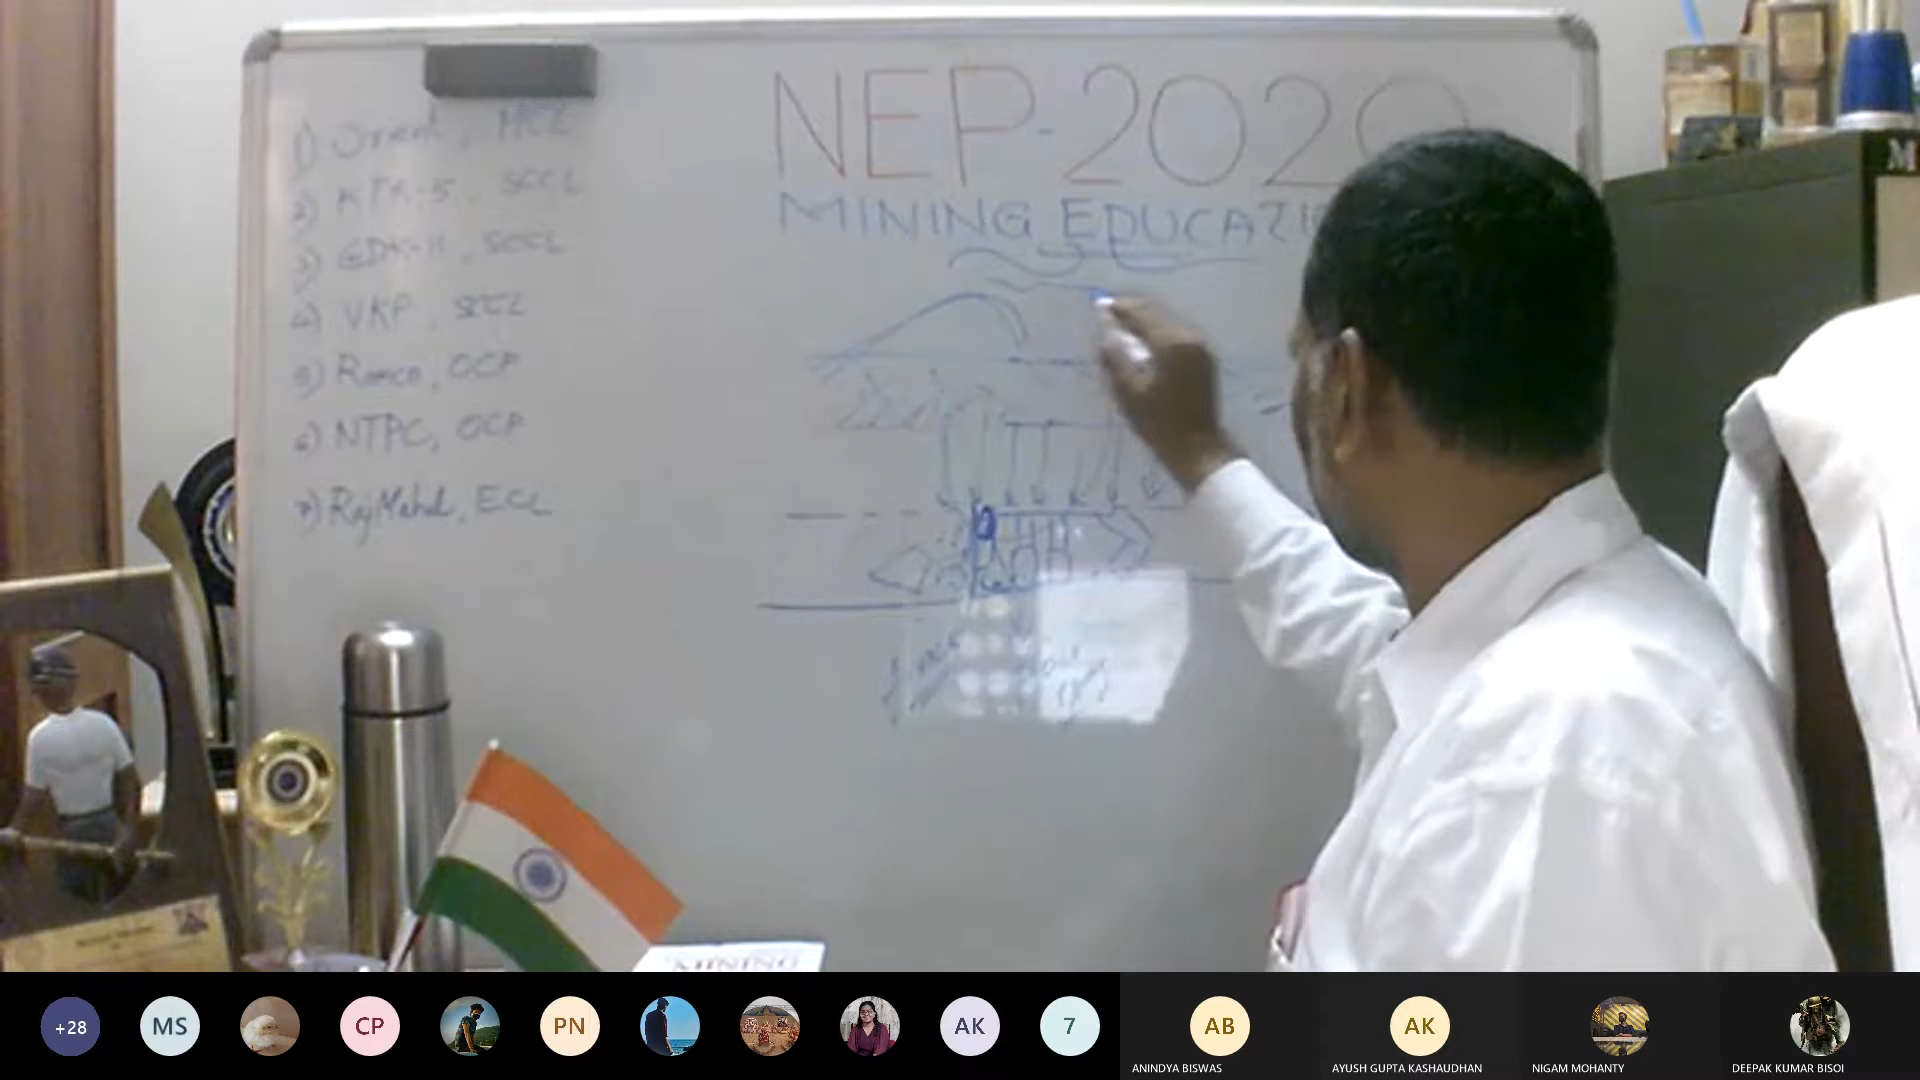 NEP-2020
MINING EDUCATI
1) Orient, MCL
2) KTK-5, SCCL
3) GDK-11, SCCL
4) VKP, SCCL
5) Ramco, OCP
6) NTPC, OCP
7) RajMahal, ECL
MINING
M
+28
MS
CP
PN
AK
7
AB
AK
ANINDYA BISWAS
AYUSH GUPTA KASHAUDHAN
NIGAM MOHANTY
DEEPAK KUMAR BISOI